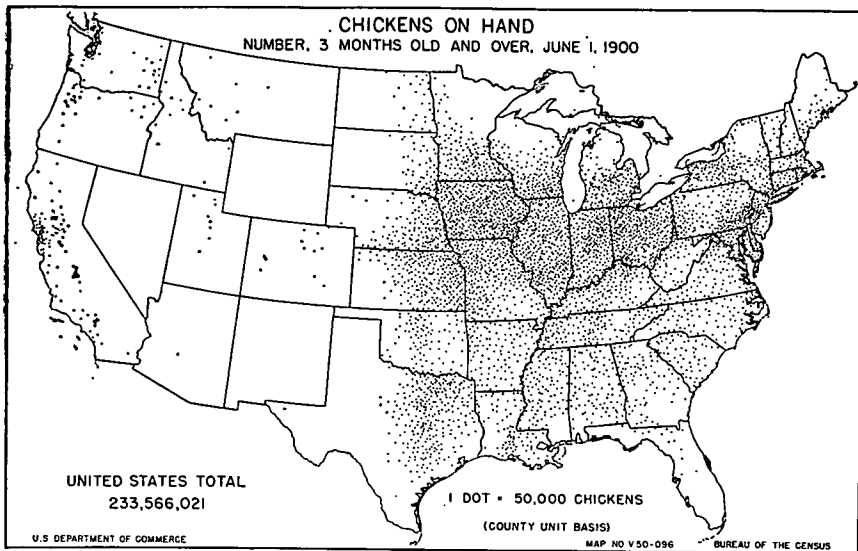 CHICKENS ON HAND
NUMBER, 3 MONTHS OLD AND OVER, JUNE 1, 1900
UNITED STATES TOTAL
233,566,021
1 DOT = 50,000 CHICKENS
(COUNTY UNIT BASIS)
U.S DEPARTMENT OF COMMERCE
MAP NO V50-096
BUREAU OF THE CENSUS